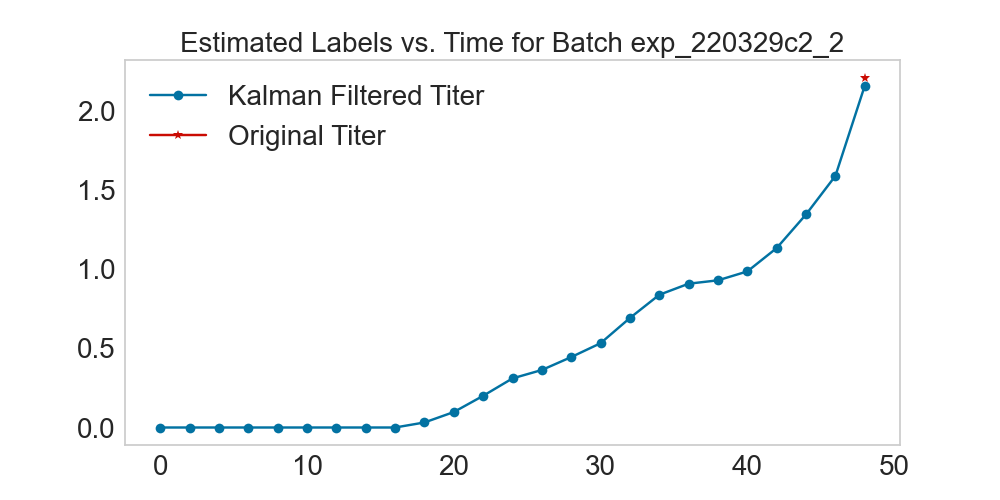 Estimated Labels vs. Time for Batch exp_220329c2_2
Kalman Filtered Titer
Original Titer
2.0
1.5
1.0
0.5
0.0
0 10 20 30 40 50